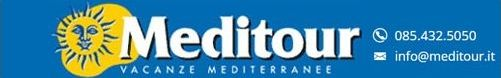 Meditour
VACANZE MEDITERRANEE
085.432.5050
info@meditour.it